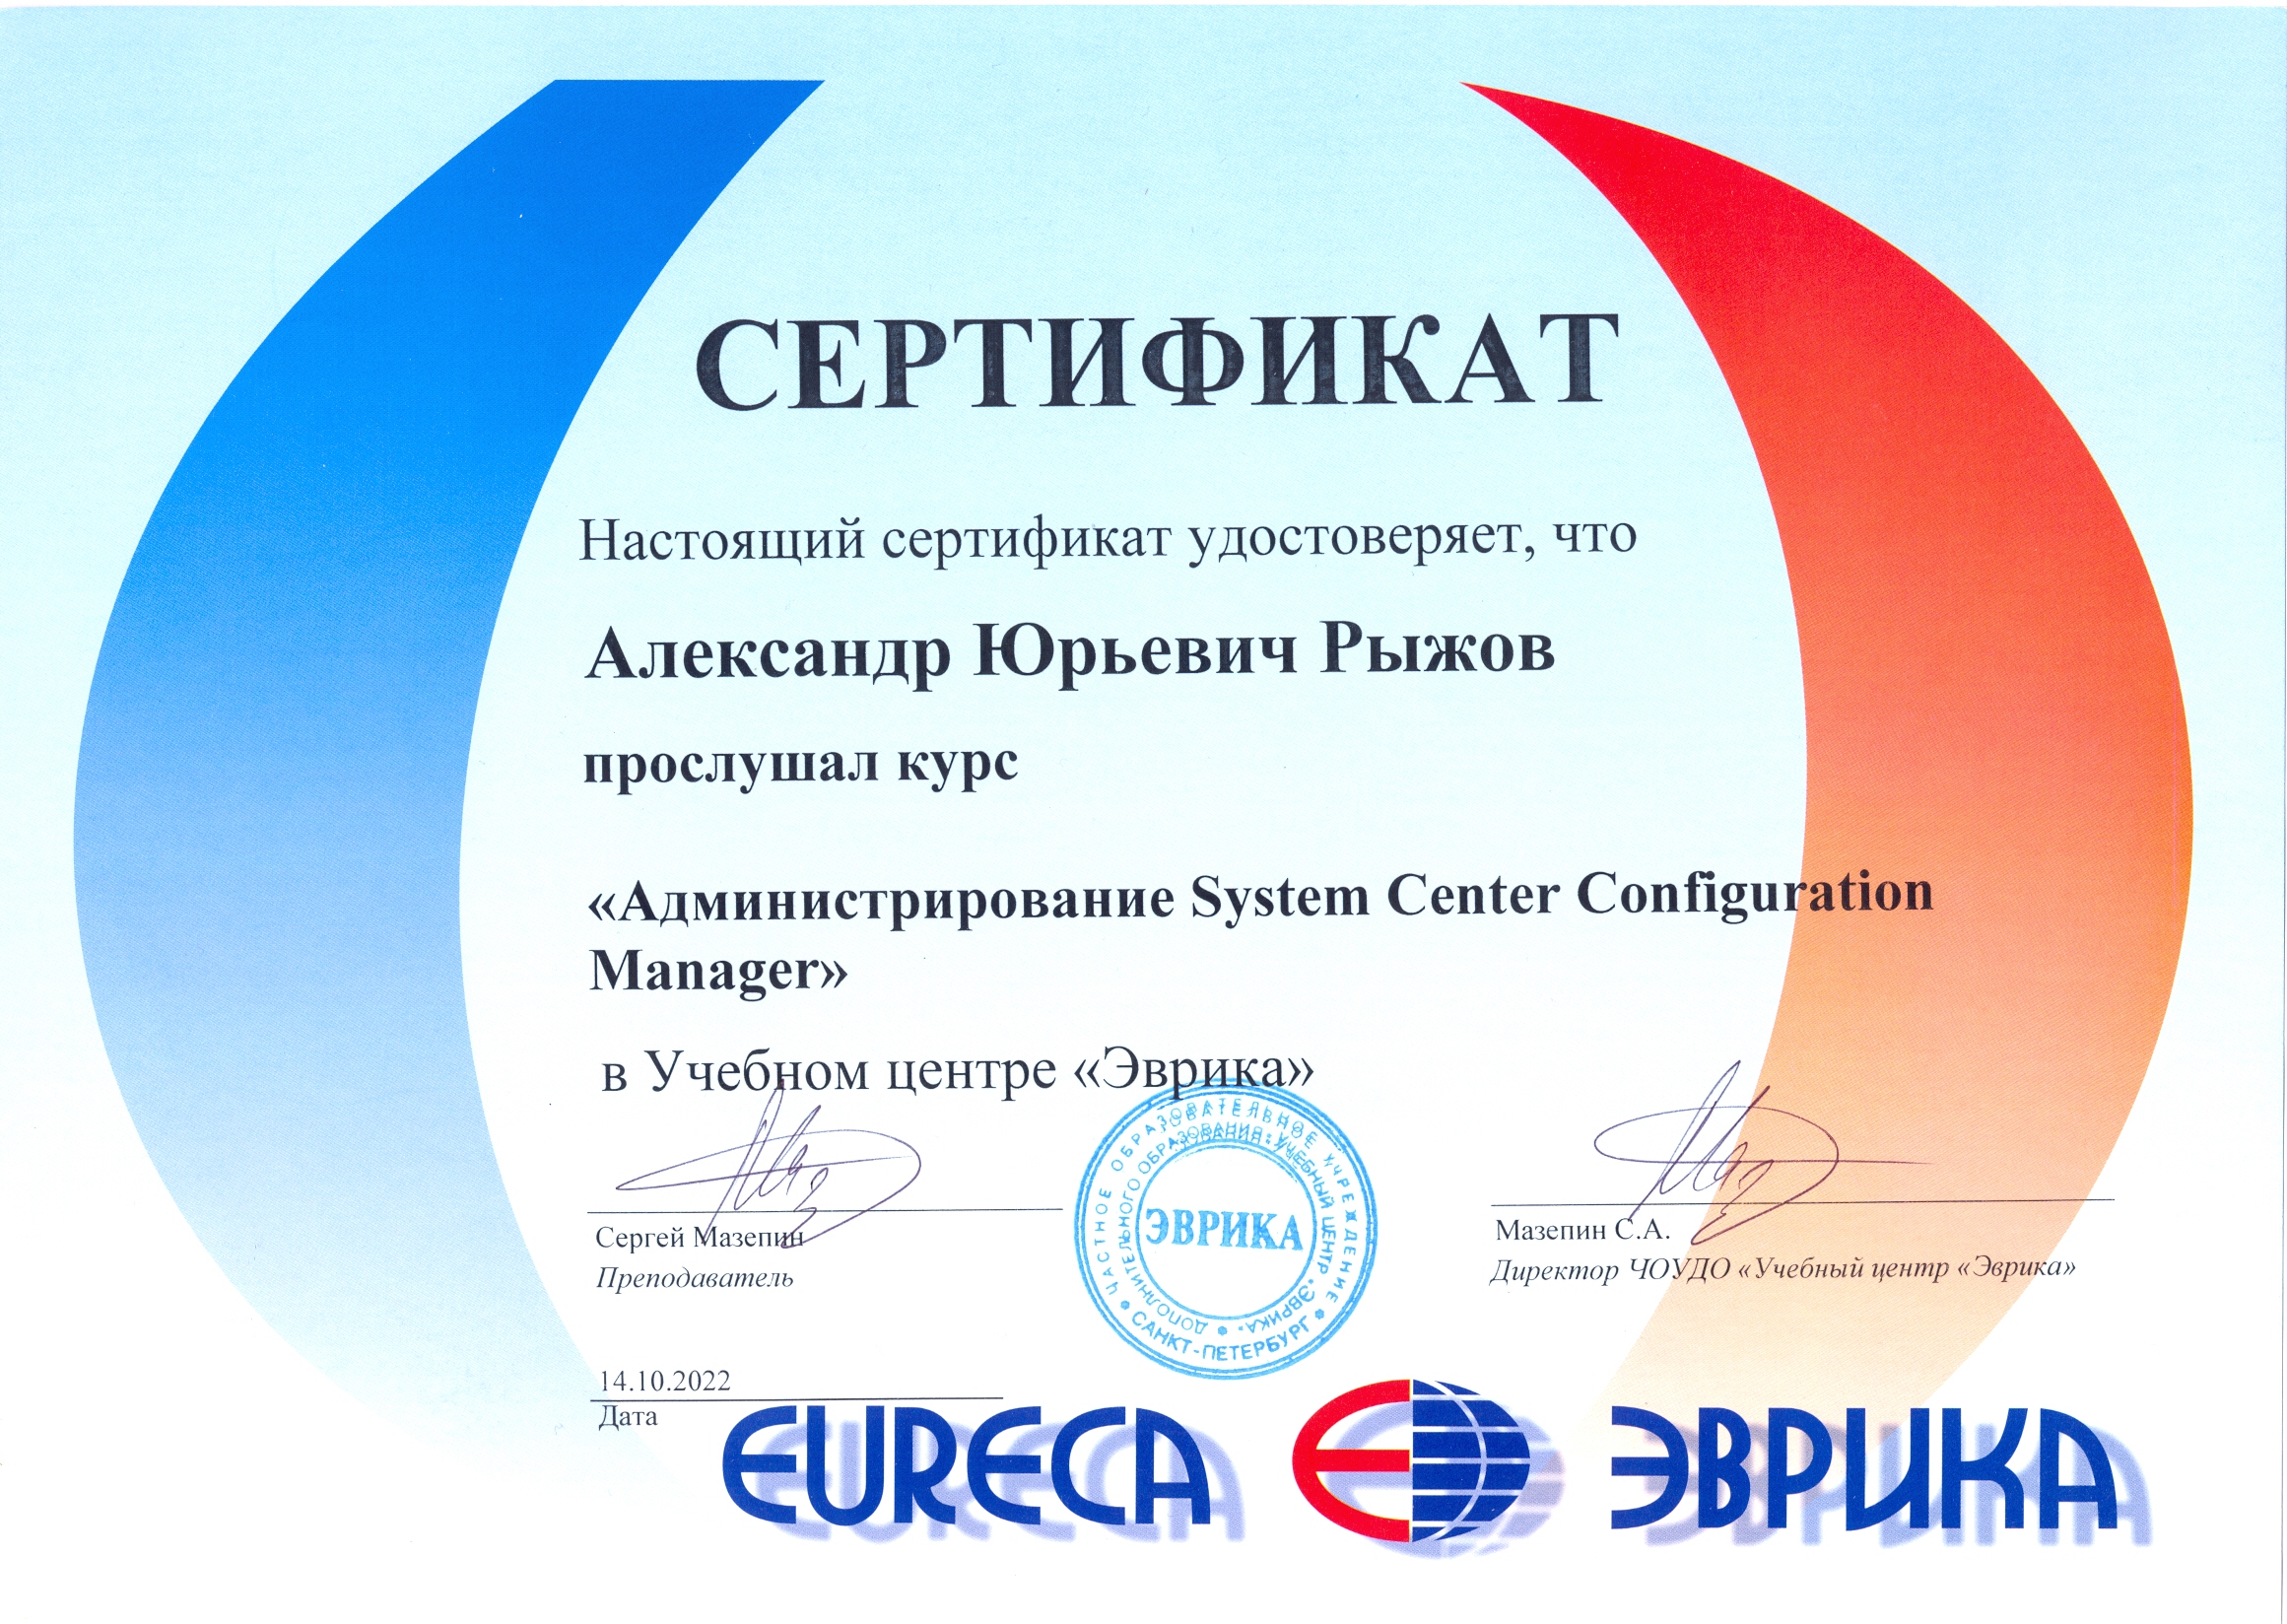 СЕРТИФИКАТ
Настоящий сертификат удостоверяет, что
Александр Юрьевич Рыжов
прослушал курс
«Администрирование System Center Configuration
Manager»
в Учебном центре «Эврика»
Сергей Мазепин
Преподаватель
ЧАСТНОЕ ОБРАЗОВАТЕЛЬНОЕ УЧРЕЖДЕНИЕ
ДОПОЛНИТЕЛЬНОГО ОБРАЗОВАНИЯ УЧЕБНЫЙ ЦЕНТР "ЭВРИКА"
САНКТ-ПЕТЕРБУРГ
ЭВРИКА
Мазепин С.А.
Директор ЧОУДО «Учебный центр «Эврика»
14.10.2022
Дата
EURECA ЭВРИКА